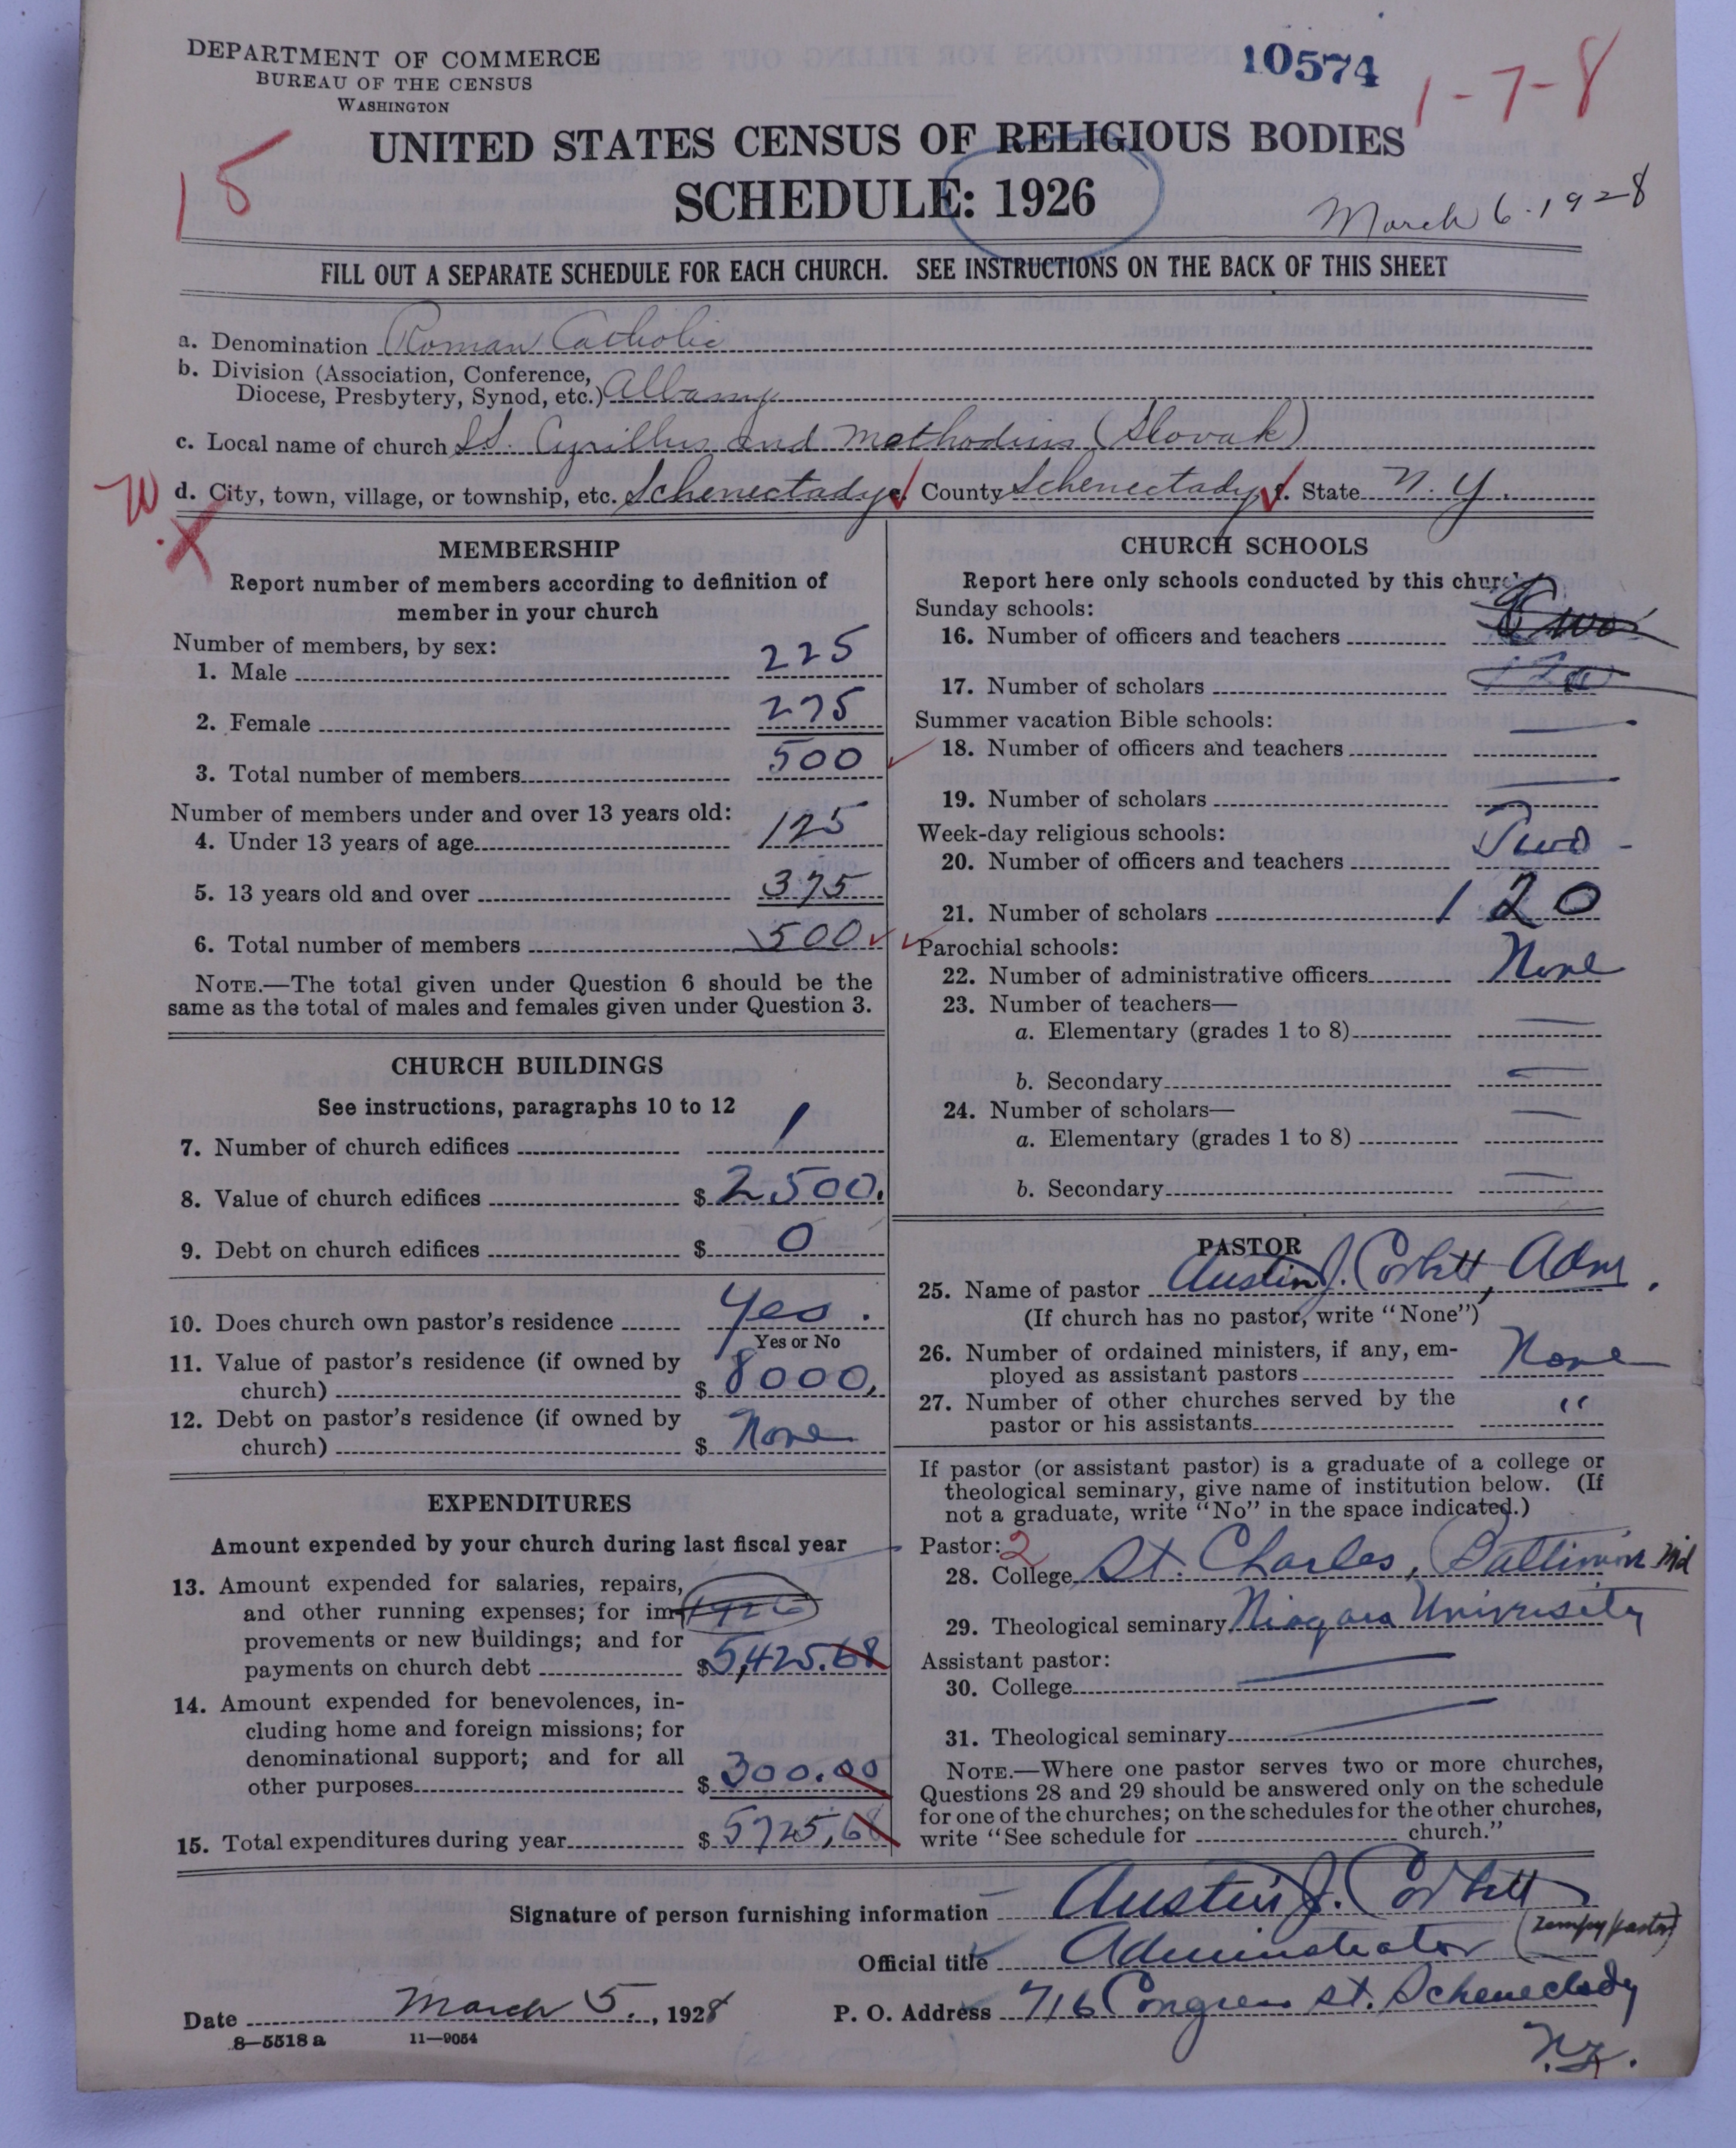 DEPARTMENT OF COMMERCE
BUREAU OF THE CENSUS
WASHINGTON
10574
1-7-8
15
UNITED STATES CENSUS OF RELIGIOUS BODIES
SCHEDULE: 1926
March 6.1928
FILL OUT A SEPARATE SCHEDULE FOR EACH CHURCH. SEE INSTRUCTIONS ON THE BACK OF THIS SHEET
a. Denomination Roman Catholic
b. Division (Association, Conference,
Diocese, Presbytery, Synod, etc.) Albany
c. Local name of church SS. Cyrillus and Methodius (Slovak)
d. City, town, village, or township, etc. Schenectady e. County Schenectady f. State N. Y.
MEMBERSHIP
Report number of members according to definition of
member in your church
Number of members, by sex:
1. Male 225
2. Female 275
3. Total number of members 500
Number of members under and over 13 years old:
4. Under 13 years of age 125
5. 13 years old and over 375
6. Total number of members 500
NOTE.—The total given under Question 6 should be the
same as the total of males and females given under Question 3.
CHURCH BUILDINGS
See instructions, paragraphs 10 to 12
7. Number of church edifices 1
8. Value of church edifices $ 2,500.
9. Debt on church edifices $ 0
10. Does church own pastor's residence Yes.
Yes or No
11. Value of pastor's residence (if owned by
church) $ 8000,
12. Debt on pastor's residence (if owned by
church) $ None
EXPENDITURES
Amount expended by your church during last fiscal year
13. Amount expended for salaries, repairs,
and other running expenses; for im- 1926
provements or new buildings; and for
payments on church debt $ 5,425.68
14. Amount expended for benevolences, in-
cluding home and foreign missions; for
denominational support; and for all
other purposes $ 300.00
15. Total expenditures during year $ 5725,68
CHURCH SCHOOLS
Report here only schools conducted by this church
Sunday schools:
16. Number of officers and teachers Two
17. Number of scholars 120
Summer vacation Bible schools:
18. Number of officers and teachers —
19. Number of scholars —
Week-day religious schools:
20. Number of officers and teachers Two -
21. Number of scholars 120
Parochial schools:
22. Number of administrative officers None
23. Number of teachers—
a. Elementary (grades 1 to 8) —
b. Secondary —
24. Number of scholars—
a. Elementary (grades 1 to 8) —
b. Secondary —
PASTOR
25. Name of pastor Austin J. Corbett, Adm.
(If church has no pastor, write "None")
26. Number of ordained ministers, if any, em-
ployed as assistant pastors None
27. Number of other churches served by the
pastor or his assistants "
If pastor (or assistant pastor) is a graduate of a college or
theological seminary, give name of institution below. (If
not a graduate, write "No" in the space indicated.)
Pastor: 2
28. College St. Charles, Baltimore Md
29. Theological seminary Niagara University
Assistant pastor:
30. College —
31. Theological seminary —
NOTE.—Where one pastor serves two or more churches,
Questions 28 and 29 should be answered only on the schedule
for one of the churches; on the schedules for the other churches,
write "See schedule for church."
Signature of person furnishing information Austin J. Corbett
Official title Administrator (tempy pastor)
Date March 5., 1928 P. O. Address 716 Congress St. Schenectady
N.Y.
8—5518 a 11—9054